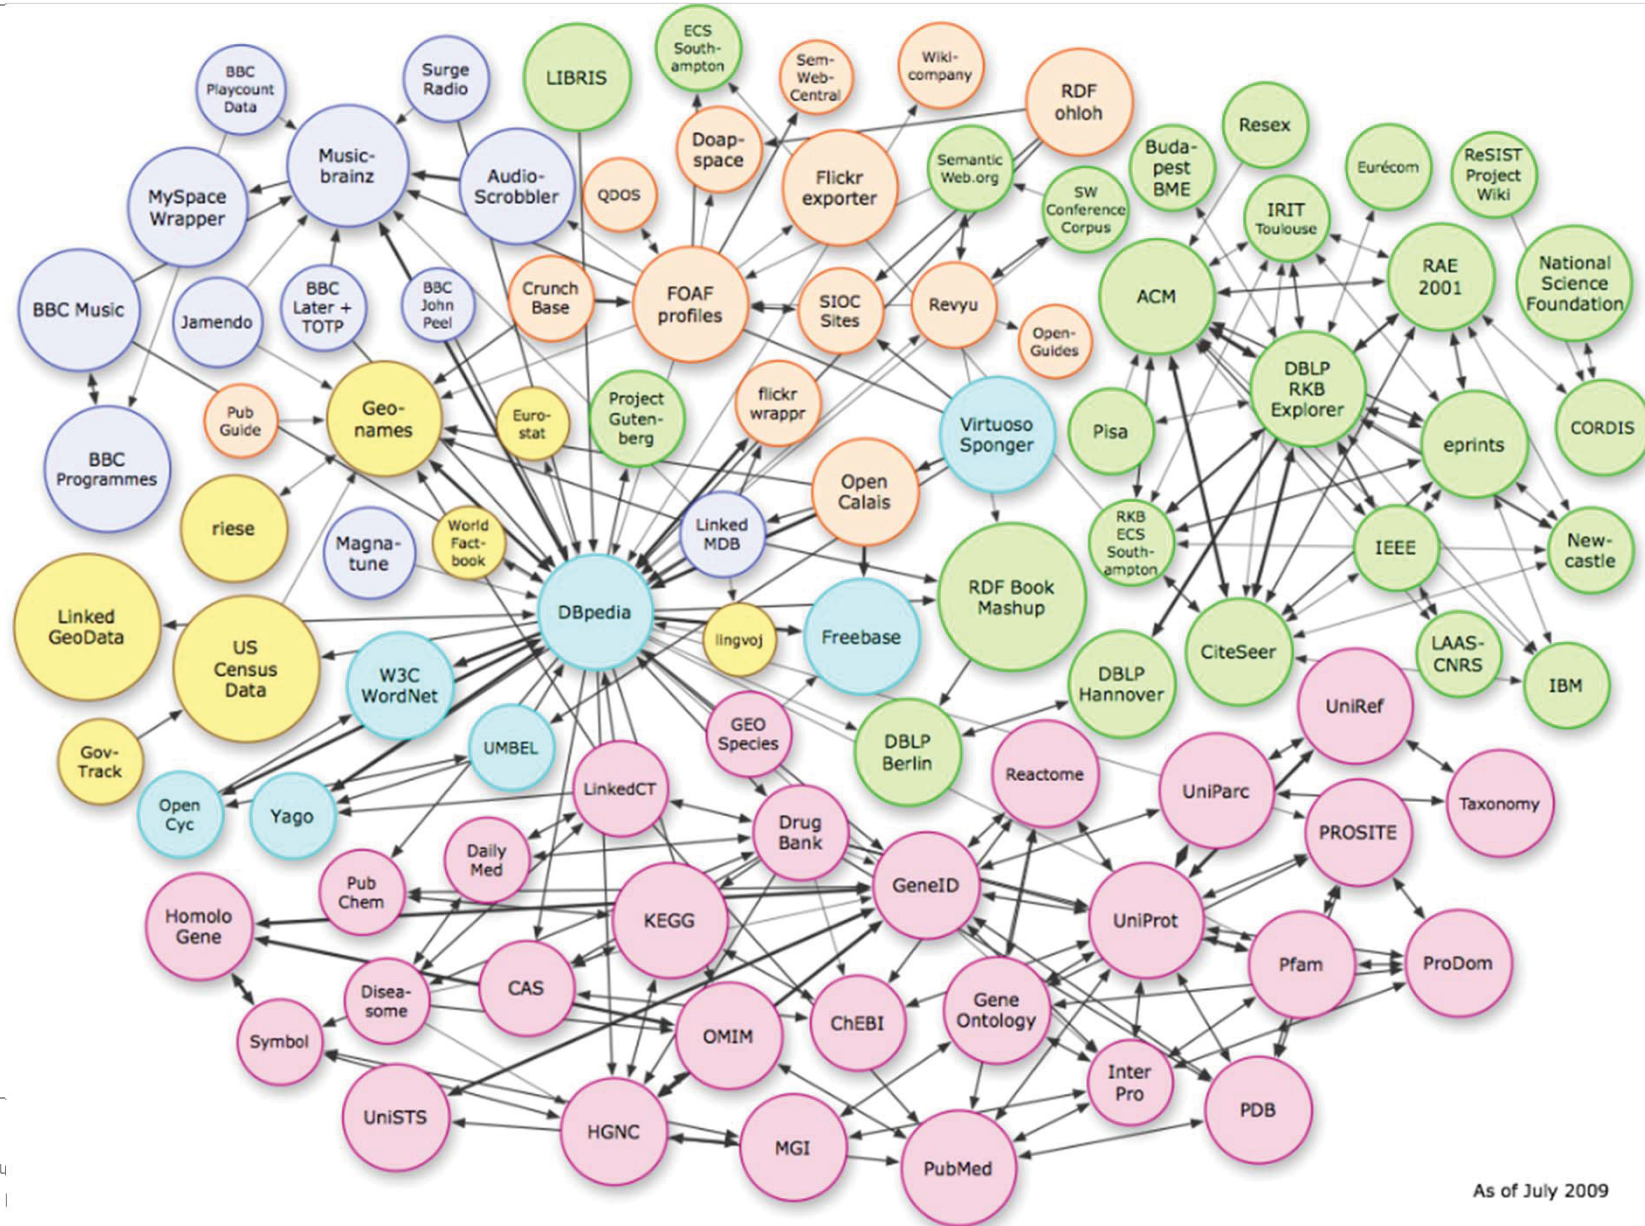 ECS
South-
ampton
BBC
Playcount
Data
Surge
Radio
LIBRIS
Sem-
Web-
Central
Wiki-
company
RDF
ohloh
Music-
brainz
Doap-
space
Resex
MySpace
Wrapper
Audio-
Scrobbler
QDOS
Flickr
exporter
Semantic
Web.org
SW
Conference
Corpus
Buda-
pest
BME
IRIT
Toulouse
Eurécom
ReSIST
Project
Wiki
BBC Music
Jamendo
BBC
Later +
TOTP
BBC
John
Peel
Crunch
Base
FOAF
profiles
SIOC
Sites
Revyu
Open-
Guides
ACM
RAE
2001
National
Science
Foundation
Pub
Guide
Geo-
names
Euro-
stat
Project
Guten-
berg
flickr
wrappr
Virtuoso
Sponger
Pisa
DBLP
RKB
Explorer
eprints
CORDIS
BBC
Programmes
riese
Magna-
tune
World
Fact-
book
Linked
MDB
Open
Calais
RKB
ECS
South-
ampton
IEEE
New-
castle
Linked
GeoData
US
Census
Data
W3C
WordNet
DBpedia
lingvoj
Freebase
RDF Book
Mashup
DBLP
Hannover
CiteSeer
LAAS-
CNRS
IBM
Gov-
Track
Open
Cyc
Yago
UMBEL
LinkedCT
GEO
Species
DBLP
Berlin
Reactome
UniParc
UniRef
Taxonomy
PROSITE
Pub
Chem
Daily
Med
Drug
Bank
Homolo
Gene
KEGG
GeneID
UniProt
Pfam
ProDom
Disea-
some
CAS
Symbol
OMIM
ChEBI
Gene
Ontology
Inter
Pro
PDB
UniSTS
HGNC
MGI
PubMed
As of July 2009